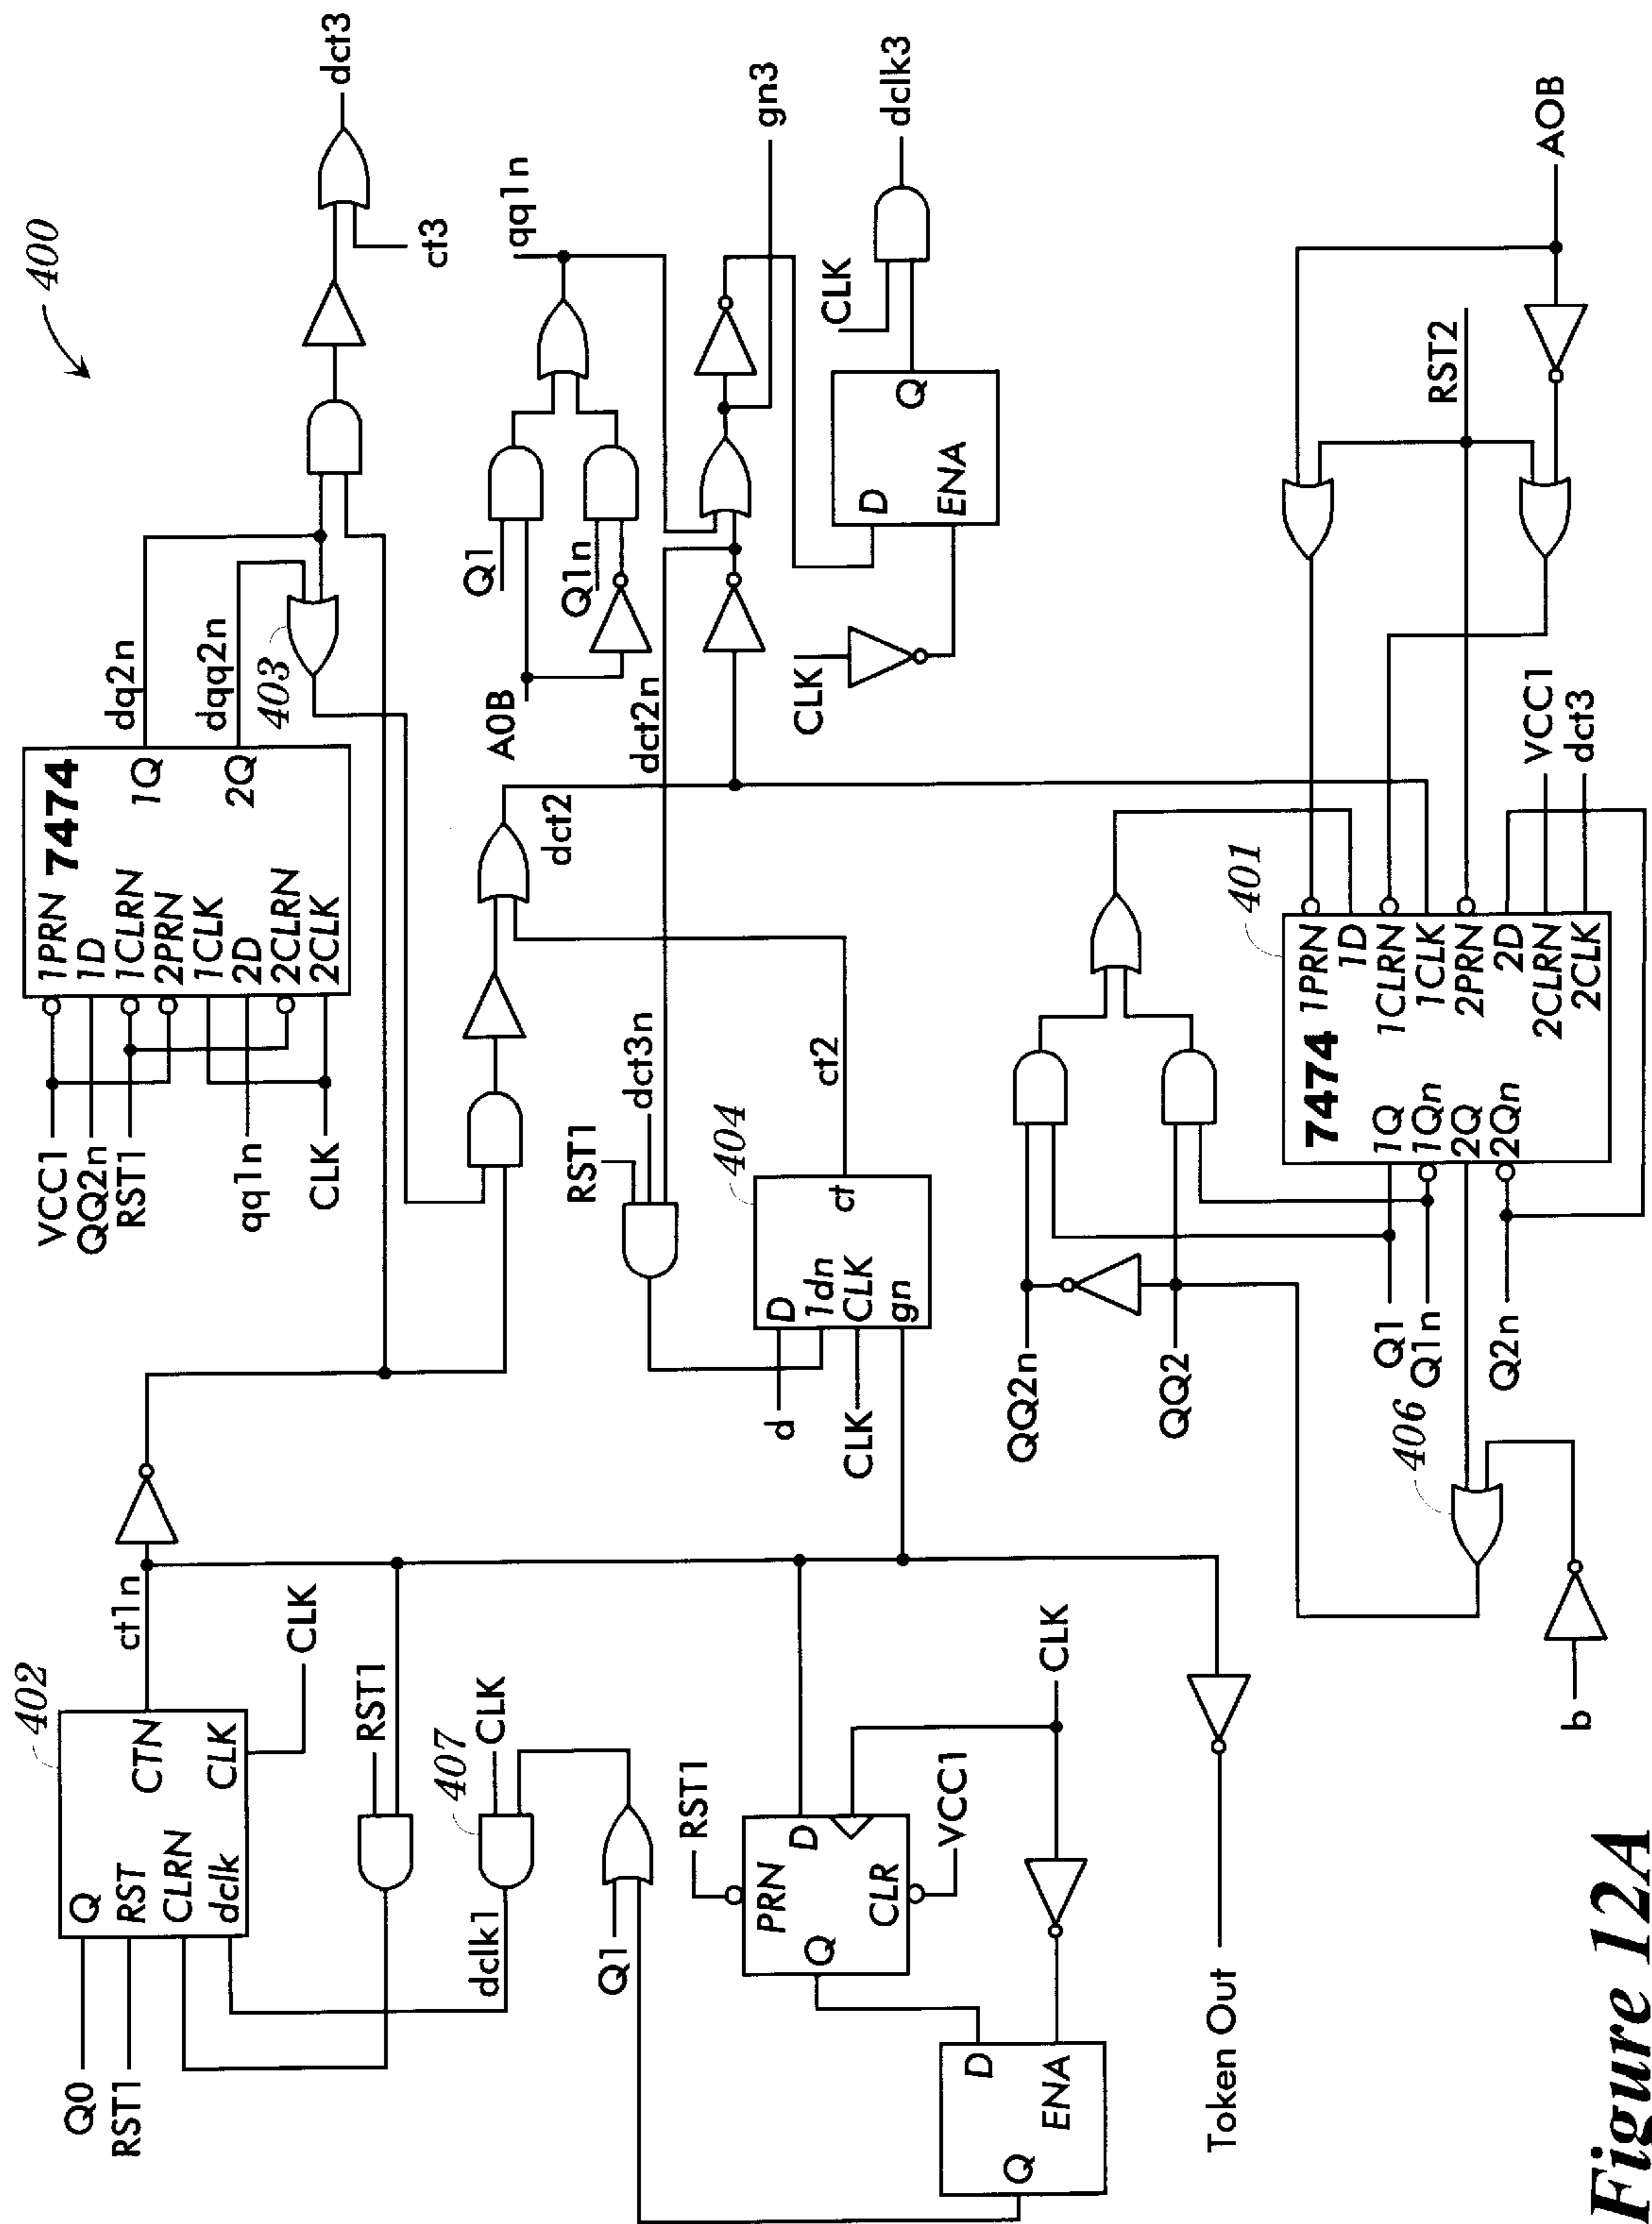 400
dct3
ct3
7474
1PRN
1D
1CLRN
2PRN
1CLK
2D
2CLRN
2CLK
1Q
2Q
VCC1
QQ2n
RST1
qq1n
CLK
dq2n
dqq2n
403
qq1n
gn3
dclk3
Q1
Q1n
A0B
CLK
D
ENA
Q
CLK
dct2n
dct2
402
Q
RST
CLRN
dclk
CTN
CLK
ct1n
CLK
Q0
RST1
RST1
407
CLK
dclk1
Q1
RST1
PRN
D
Q
CLR
VCC1
CLK
D
ENA
Q
Token Out
RST1
dct3n
404
D
1dn
CLK
gn
ct
ct2
d
CLK
QQ2n
QQ2
401
7474
1PRN
1D
1CLRN
1CLK
2PRN
2D
2CLRN
2CLK
1Q
1Qn
2Q
2Qn
Q1
Q1n
Q2n
406
b
RST2
AOB
VCC1
dct3
Figure 12A